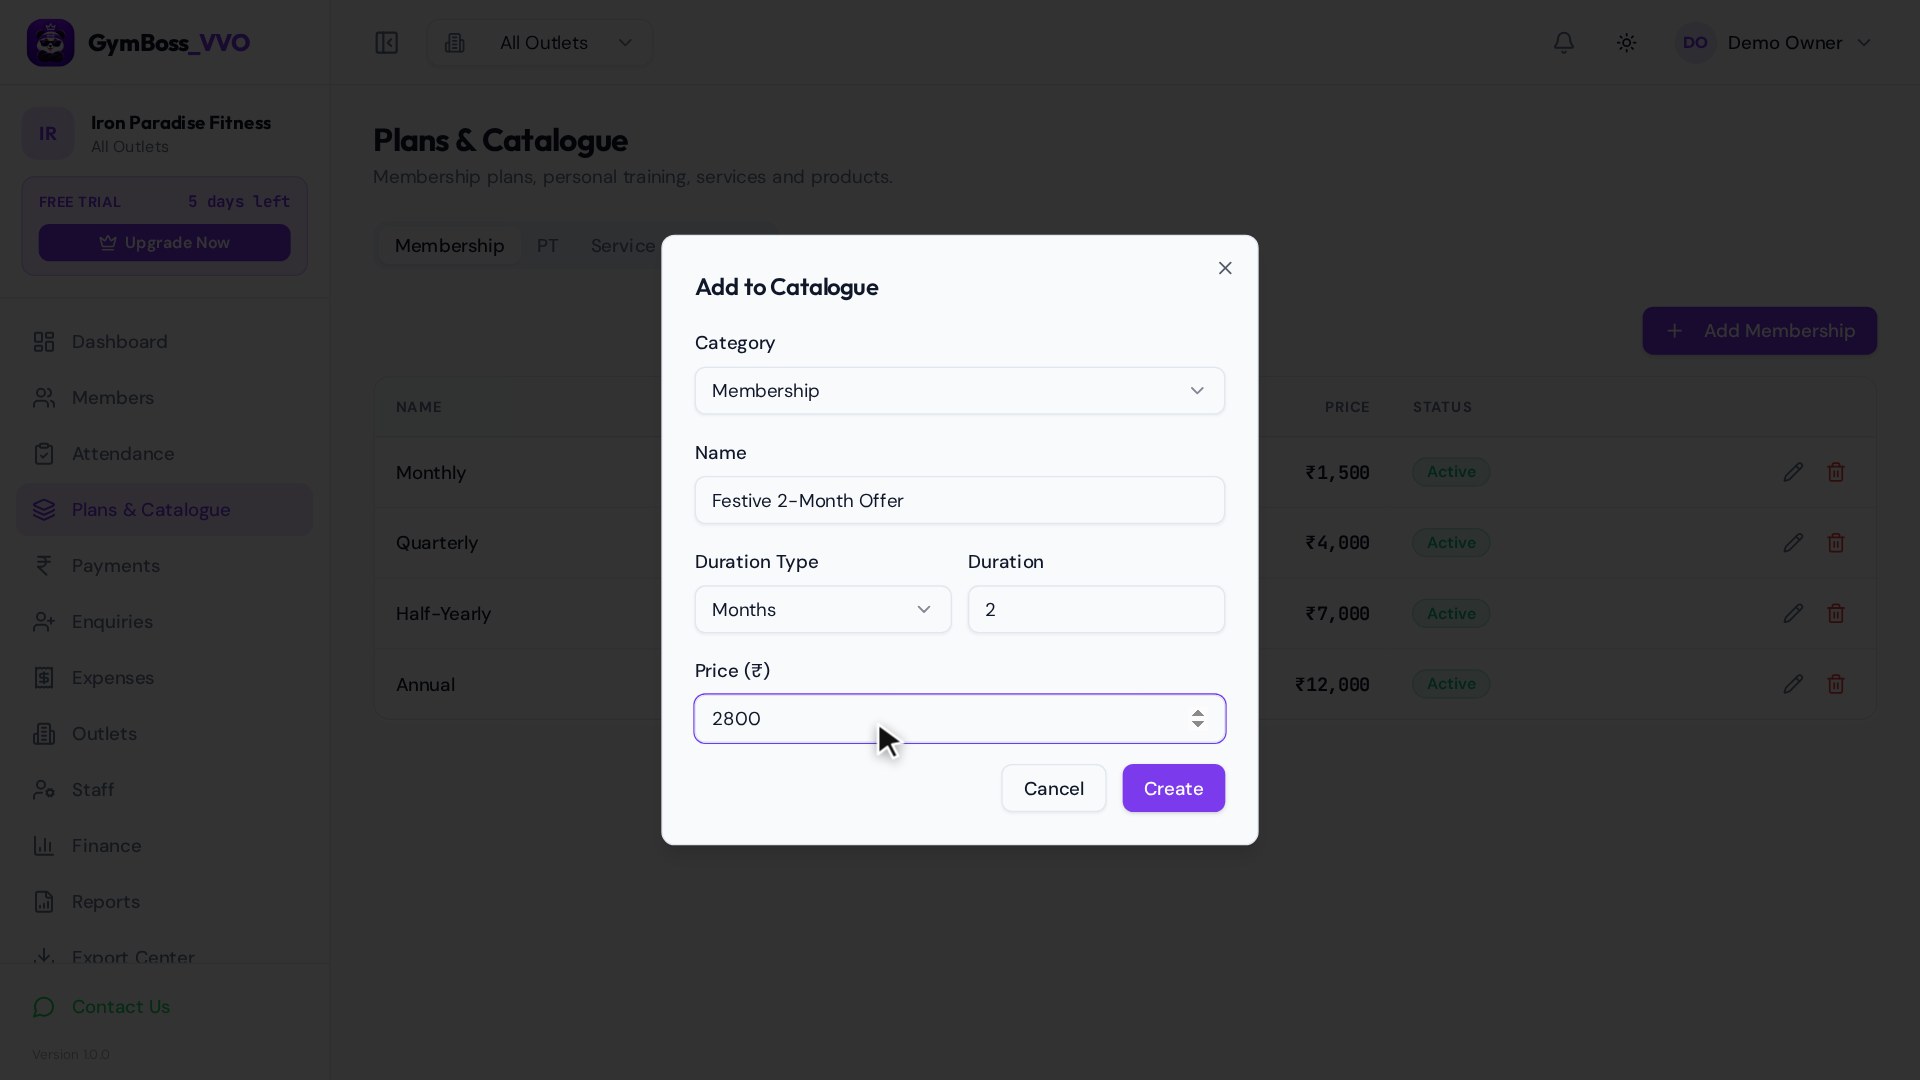 GymBoss_VVO
All Outlets
DO
Demo Owner
IR
Iron Paradise Fitness
All Outlets
FREE TRIAL
5 days left
Upgrade Now
Dashboard
Members
Attendance
Plans & Catalogue
Payments
Enquiries
Expenses
Outlets
Staff
Finance
Reports
Export Center
Contact Us
Version 1.0.0
Plans & Catalogue
Membership plans, personal training, services and products.
Membership
PT
Service
Add Membership
NAME
PRICE
STATUS
Monthly
₹1,500
Active
Quarterly
₹4,000
Active
Half-Yearly
₹7,000
Active
Annual
₹12,000
Active
Add to Catalogue
Category
Membership
Name
Festive 2-Month Offer
Duration Type
Duration
Months
2
Price (₹)
2800
Cancel
Create